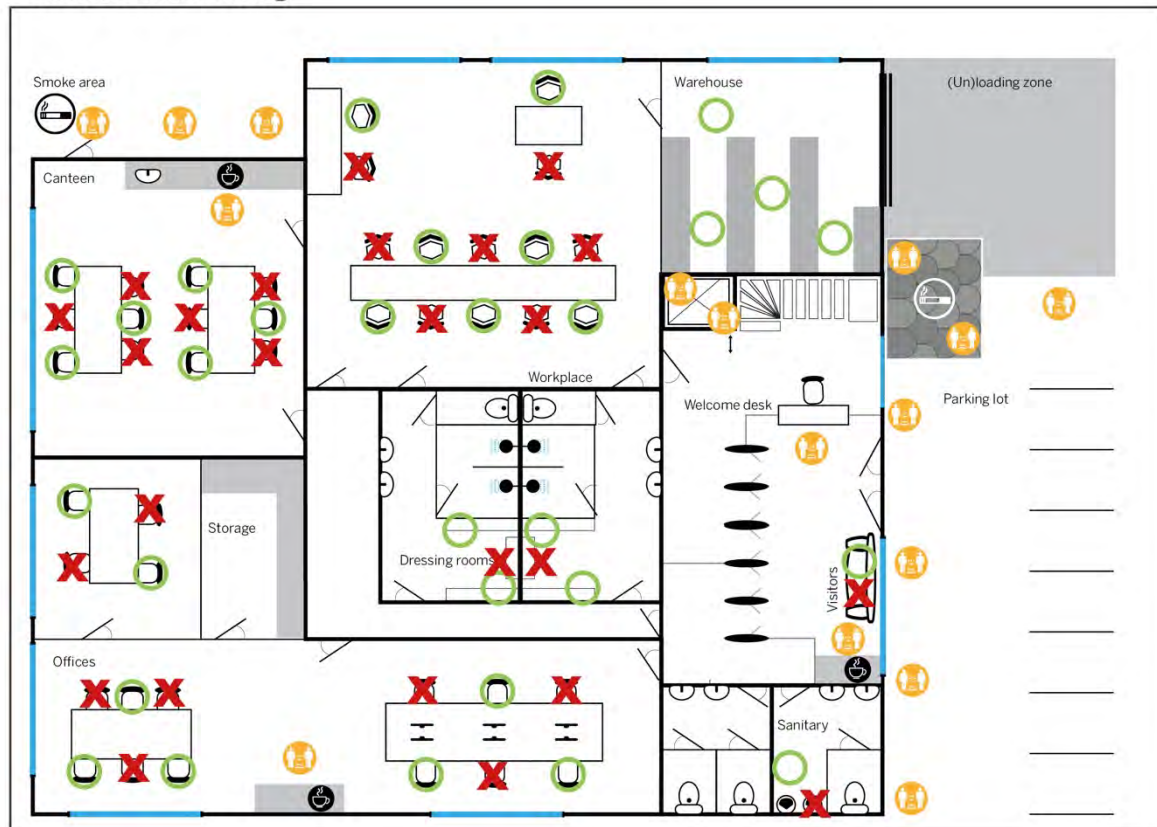 Smoke area
Warehouse
(Un)loading zone
Canteen
Workplace
Welcome desk
Parking lot
Storage
Dressing rooms
Visitors
Offices
Sanitary